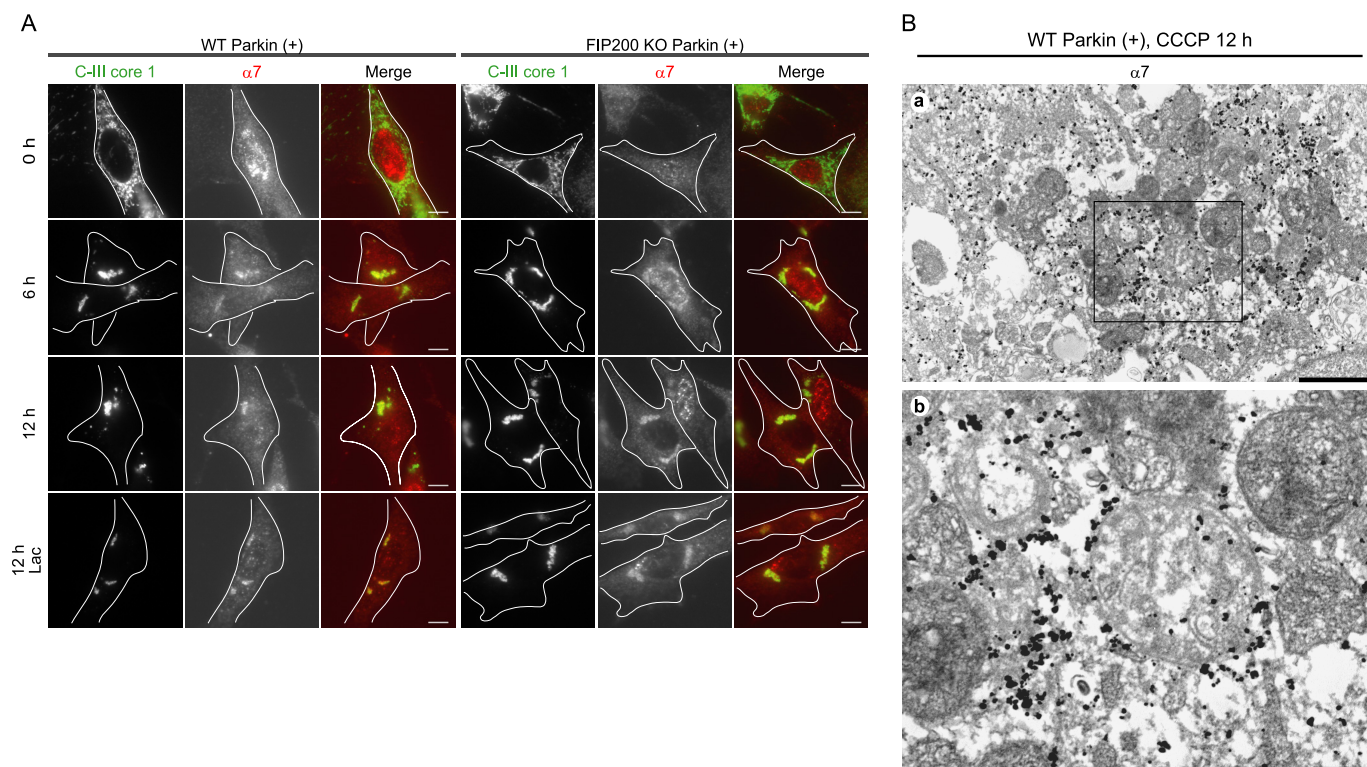 A
WT Parkin (+)
FIP200 KO Parkin (+)
C-III core 1
α7
Merge
C-III core 1
α7
Merge
0 h
6 h
12 h
12 h
Lac
B
WT Parkin (+), CCCP 12 h
α7
a
b